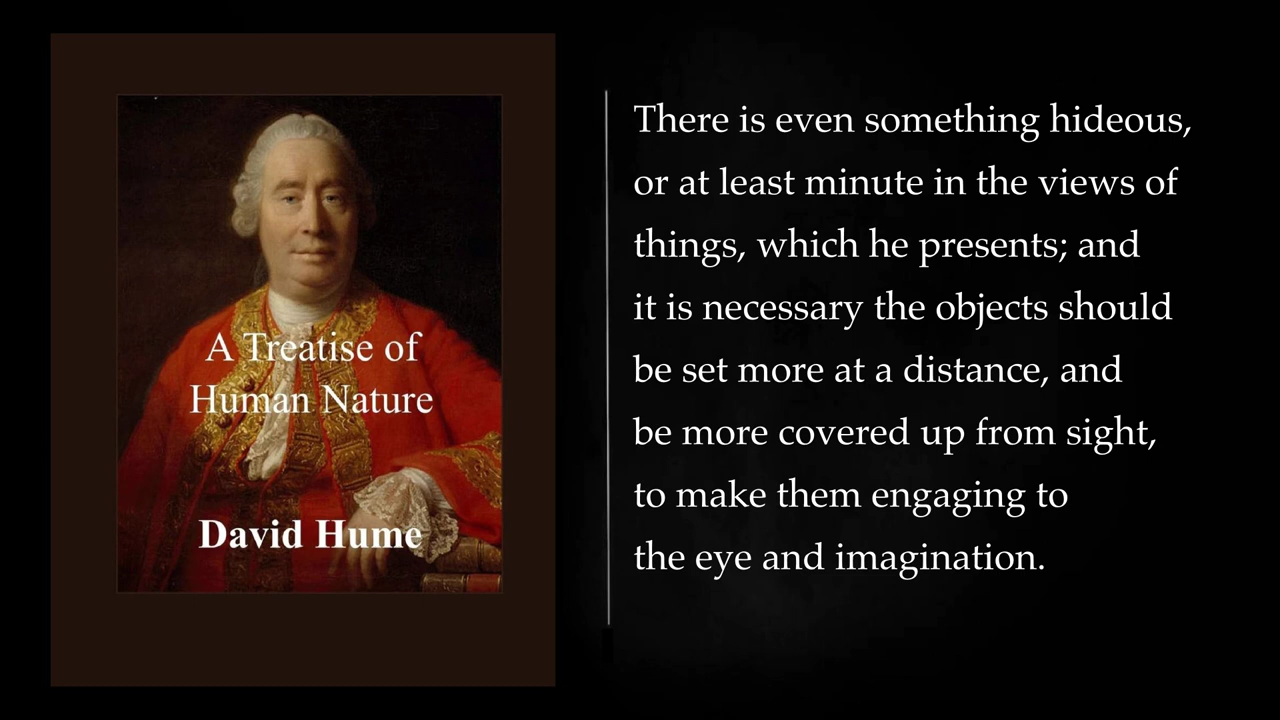 A Treatise of
Human Nature
David Hume
There is even something hideous,
or at least minute in the views of
things, which he presents; and
it is necessary the objects should
be set more at a distance, and
be more covered up from sight,
to make them engaging to
the eye and imagination.